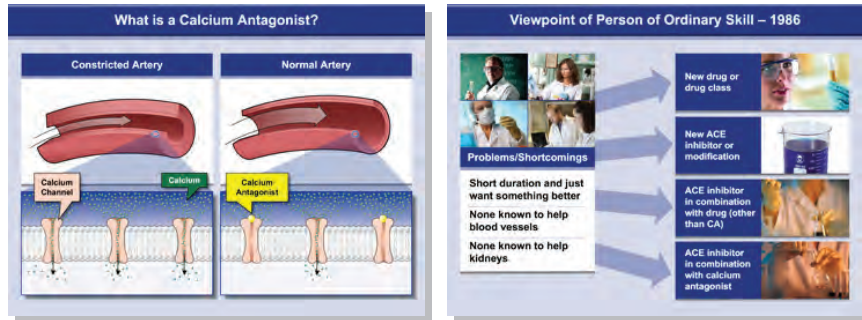 What is a Calcium Antagonist?
Constricted Artery
Normal Artery
Calcium
Channel
Calcium
Calcium
Antagonist
Viewpoint of Person of Ordinary Skill – 1986
Problems/Shortcomings
Short duration and just
want something better
None known to help
blood vessels
None known to help
kidneys
New drug or
drug class
New ACE
inhibitor or
modification
ACE inhibitor
in combination
with drug (other
than CA)
ACE inhibitor
in combination
with calcium
antagonist